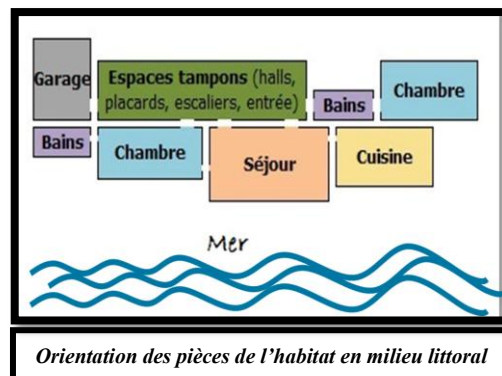 Garage
Espaces tampons (halls,
placards, escaliers, entrée)
Bains
Chambre
Bains
Chambre
Séjour
Cuisine
Mer
Orientation des pièces de l'habitat en milieu littoral